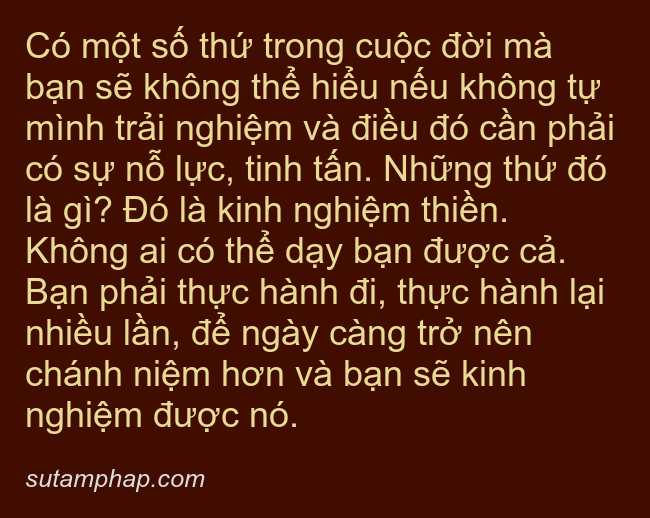 Có một số thứ trong cuộc đời mà
bạn sẽ không thể hiểu nếu không tự
mình trải nghiệm và điều đó cần phải
có sự nỗ lực, tinh tấn. Những thứ đó
là gì? Đó là kinh nghiệm thiền.
Không ai có thể dạy bạn được cả.
Bạn phải thực hành đi, thực hành lại
nhiều lần, để ngày càng trở nên
chánh niệm hơn và bạn sẽ kinh
nghiệm được nó.
sutamphap.com